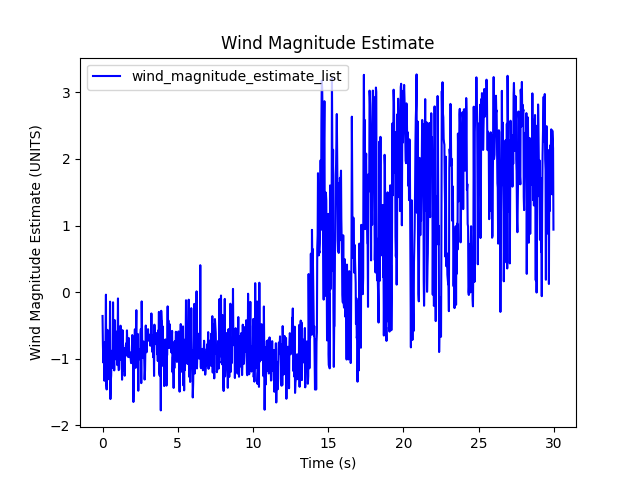 Wind Magnitude Estimate
wind_magnitude_estimate_list
Wind Magnitude Estimate (UNITS)
3
2
1
0
−1
−2
0 5 10 15 20 25 30
Time (s)